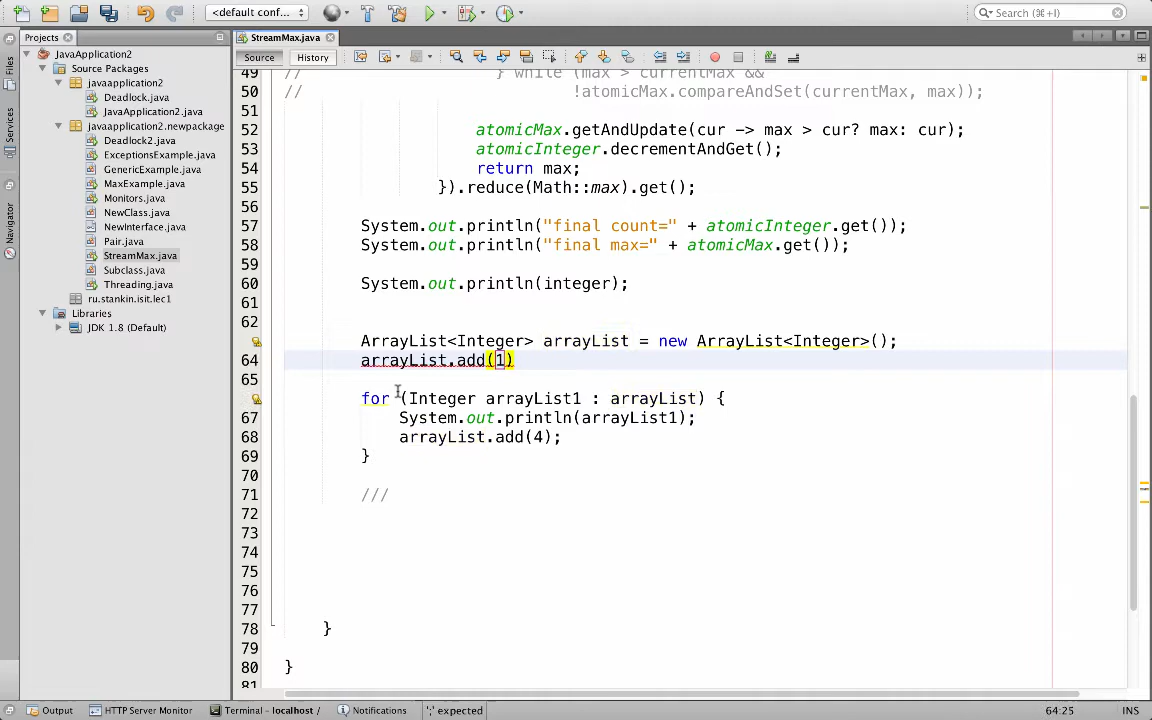 <default conf...
Search (⌘+I)
Projects
StreamMax.java
Files
Services
Navigator
JavaApplication2
Source Packages
javaapplication2
Deadlock.java
JavaApplication2.java
javaapplication2.newpackage
Deadlock2.java
ExceptionsExample.java
GenericExample.java
MaxExample.java
Monitors.java
NewClass.java
NewInterface.java
Pair.java
StreamMax.java
Subclass.java
Threading.java
ru.stankin.isit.lec1
Libraries
JDK 1.8 (Default)
Source History
49 // } while (max > currentMax &&
50 // !atomicMax.compareAndSet(currentMax, max));
51
52 atomicMax.getAndUpdate(cur -> max > cur? max: cur);
53 atomicInteger.decrementAndGet();
54 return max;
55 }).reduce(Math::max).get();
56
57 System.out.println("final count=" + atomicInteger.get());
58 System.out.println("final max=" + atomicMax.get());
59
60 System.out.println(integer);
61
62
ArrayList<Integer> arrayList = new ArrayList<Integer>();
64 arrayList.add(1)
65
for (Integer arrayList1 : arrayList) {
67 System.out.println(arrayList1);
68 arrayList.add(4);
69 }
70
71 ///
72
73
74
75
76
77
78 }
79
80 }
81
Output HTTP Server Monitor Terminal - localhost / Notifications ';' expected 64:25 INS